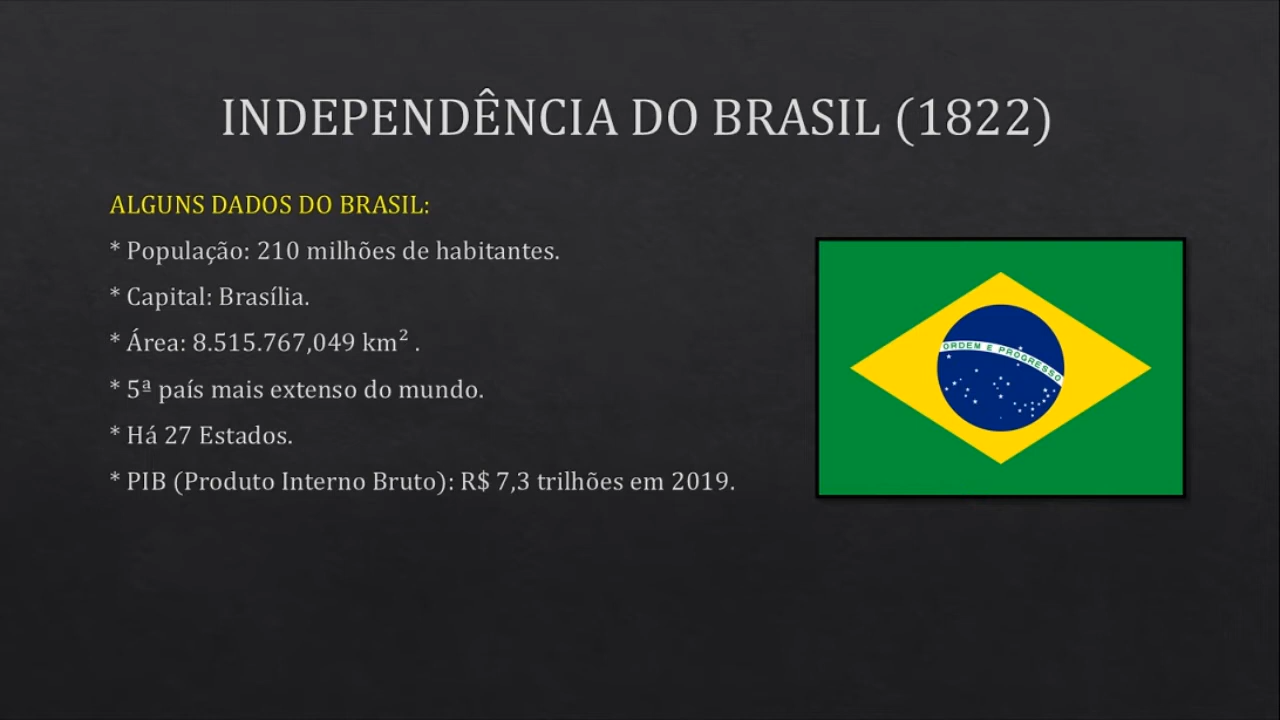 INDEPENDÊNCIA DO BRASIL (1822)
ALGUNS DADOS DO BRASIL:
* População: 210 milhões de habitantes.
* Capital: Brasília.
* Área: 8.515.767,049 km² .
* 5ª país mais extenso do mundo.
* Há 27 Estados.
* PIB (Produto Interno Bruto): R$ 7,3 trilhões em 2019.
ORDEM E PROGRESSO